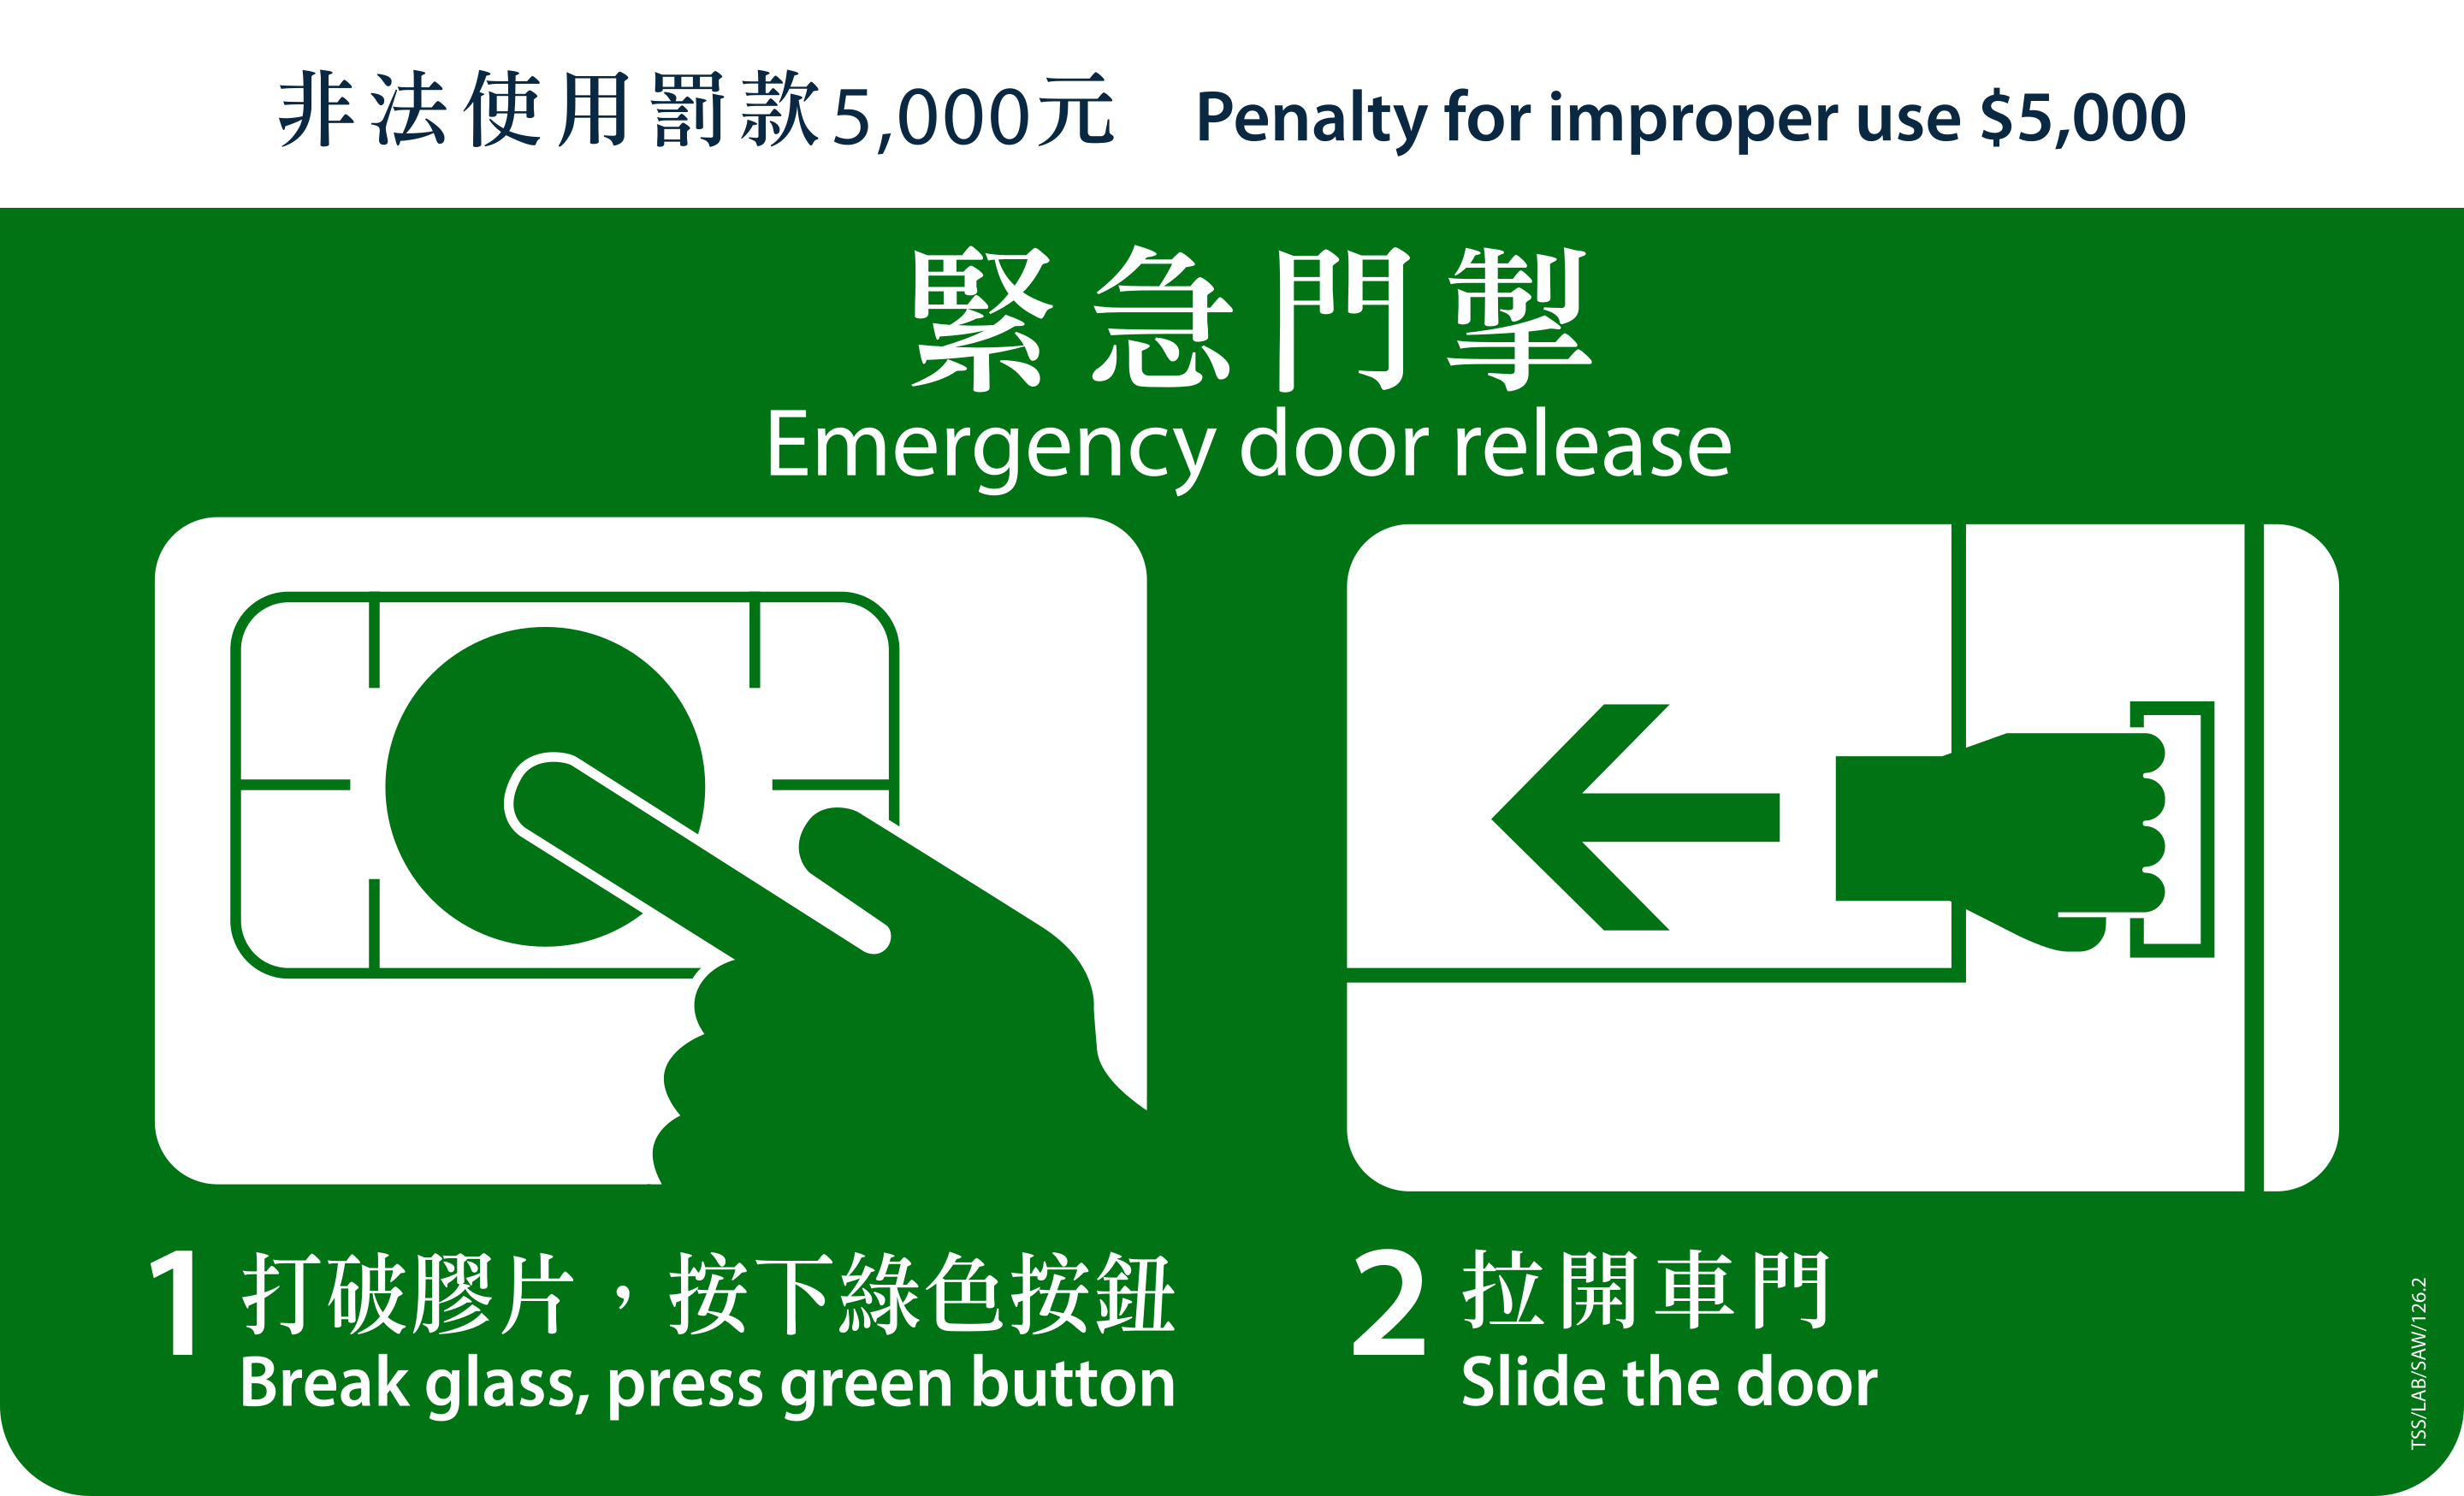 非法使用罰款5,000元 Penalty for improper use $5,000
緊急門掣
Emergency door release
1 打破膠片，按下綠色按鈕
Break glass, press green button
2 拉開車門
Slide the door
TSS/LAB/SAW/126.2